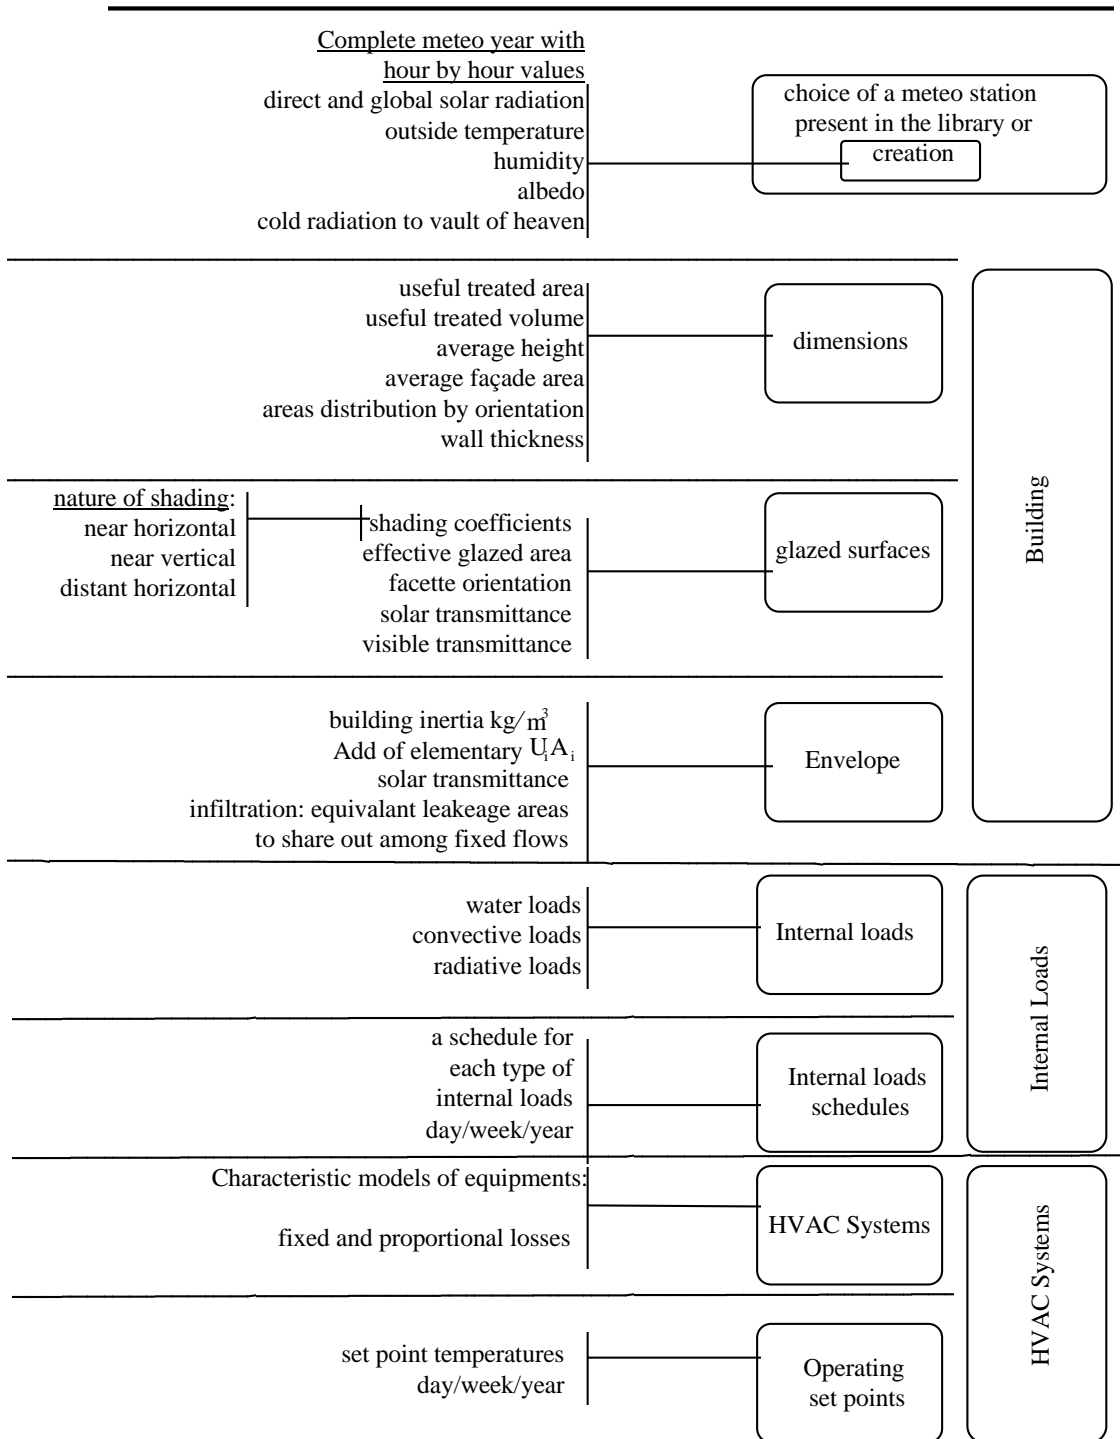 Complete meteo year with
hour by hour values
direct and global solar radiation
outside temperature
humidity
albedo
cold radiation to vault of heaven
choice of a meteo station
present in the library or
creation
useful treated area
useful treated volume
average height
average façade area
areas distribution by orientation
wall thickness
dimensions
Building
nature of shading:
near horizontal
near vertical
distant horizontal
shading coefficients
effective glazed area
facette orientation
solar transmittance
visible transmittance
glazed surfaces
building inertia kg/m³
Add of elementary UᵢAᵢ
solar transmittance
infiltration: equivalant leakeage areas
to share out among fixed flows
Envelope
water loads
convective loads
radiative loads
Internal loads
Internal Loads
a schedule for
each type of
internal loads
day/week/year
Internal loads
schedules
Characteristic models of equipments:
fixed and proportional losses
HVAC Systems
HVAC Systems
set point temperatures
day/week/year
Operating
set points